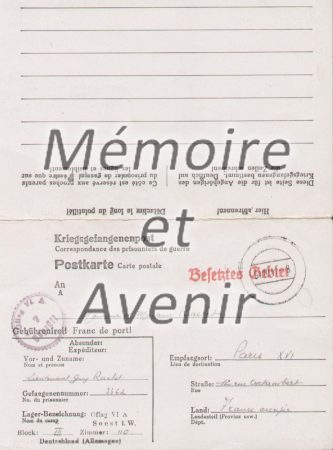 Diese Seite ist für die Angehörigen des
Kriegsgefangenen bestimmt. Deutlich auf
die Zeilen schreiben!
Ce côté est réservé aux proches parents
du prisonnier de guerre! N'écrire que sur
les lignes et lisiblement!
Hier abtrennen!
Détacher le long du pointillé!
Mémoire
et
Avenir
Kriegsgefangenenpost
Correspondance des prisonniers de guerre
Postkarte Carte postale
Besetztes Gebiet
An
A
Gebührenfrei! Franc de port!
Absender:
Expéditeur:
Vor- und Zuname:
Nom et prénom
Lieutenant Guy
Gefangenennummer:
No. du prisonnier
Lager-Bezeichnung: Oflag VI A
Nom du camp Soest i.W.
Block: III Zimmer:
Deutschland (Allemagne)
Empfangsort: Paris XVI
Lieu de destination
Straße:
Rue
Land: France occupée
Landesteil (Provinz usw.)
Dépt.